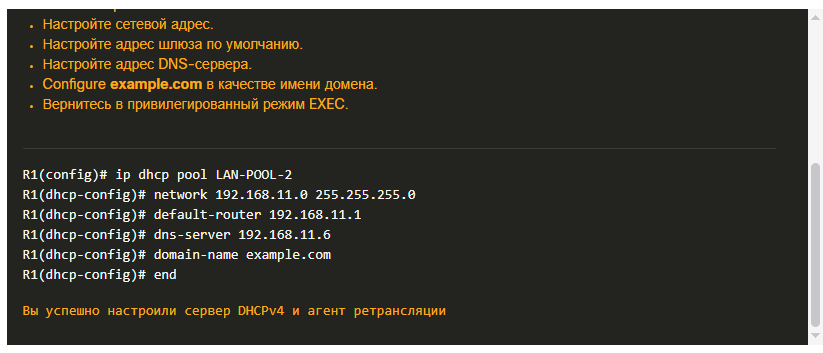 • Настройте сетевой адрес.
• Настройте адрес шлюза по умолчанию.
• Настройте адрес DNS-сервера.
• Configure example.com в качестве имени домена.
• Вернитесь в привилегированный режим EXEC.
R1(config)# ip dhcp pool LAN-POOL-2
R1(dhcp-config)# network 192.168.11.0 255.255.255.0
R1(dhcp-config)# default-router 192.168.11.1
R1(dhcp-config)# dns-server 192.168.11.6
R1(dhcp-config)# domain-name example.com
R1(dhcp-config)# end
Вы успешно настроили сервер DHCPv4 и агент ретрансляции